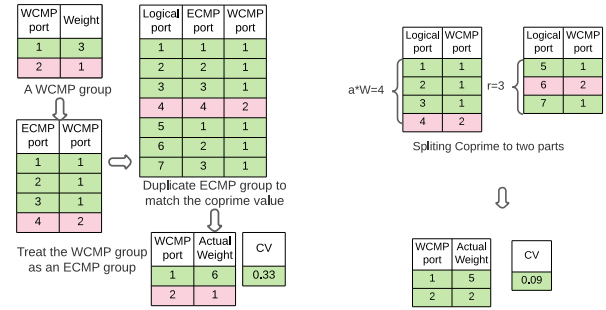 WCMP port Weight
1 3
2 1
A WCMP group
ECMP port WCMP port
1 1
2 1
3 1
4 2
Treat the WCMP group
as an ECMP group
Logical port ECMP port WCMP port
1 1 1
2 2 1
3 3 1
4 4 2
5 1 1
6 2 1
7 3 1
Duplicate ECMP group to
match the coprime value
WCMP port Actual Weight
1 6
2 1
CV
0.33
a*W=4
Logical port WCMP port
1 1
2 1
3 1
4 2
r=3
Logical port WCMP port
5 1
6 2
7 1
Spliting Coprime to two parts
WCMP port Actual Weight
1 5
2 2
CV
0.09